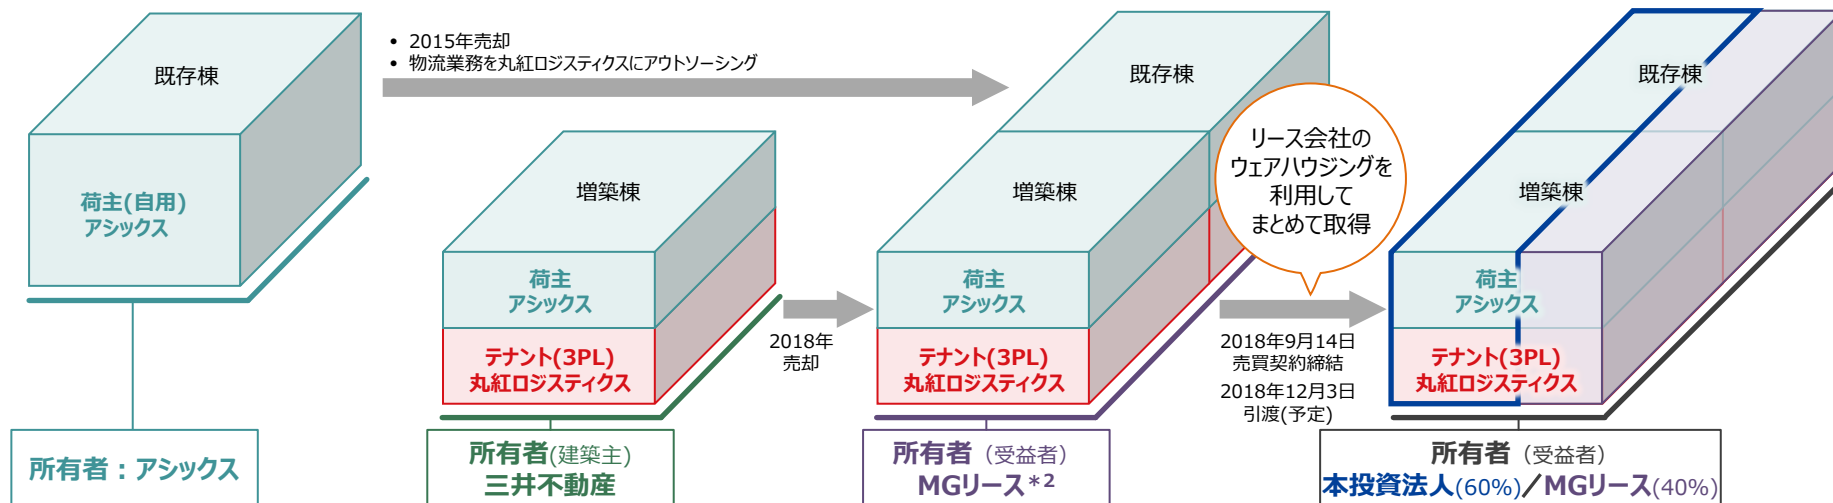 既存棟
荷主(自用)
アシックス
所有者：アシックス
• 2015年売却
• 物流業務を丸紅ロジスティクスにアウトソーシング
増築棟
荷主
アシックス
テナント(3PL)
丸紅ロジスティクス
所有者(建築主)
三井不動産
2018年
売却
既存棟
増築棟
荷主
アシックス
テナント(3PL)
丸紅ロジスティクス
所有者（受益者）
MGリース*2
リース会社の
ウェアハウジングを
利用して
まとめて取得
2018年9月14日
売買契約締結
2018年12月3日
引渡(予定)
既存棟
増築棟
荷主
アシックス
テナント(3PL)
丸紅ロジスティクス
所有者（受益者）
本投資法人(60%)／MGリース(40%)